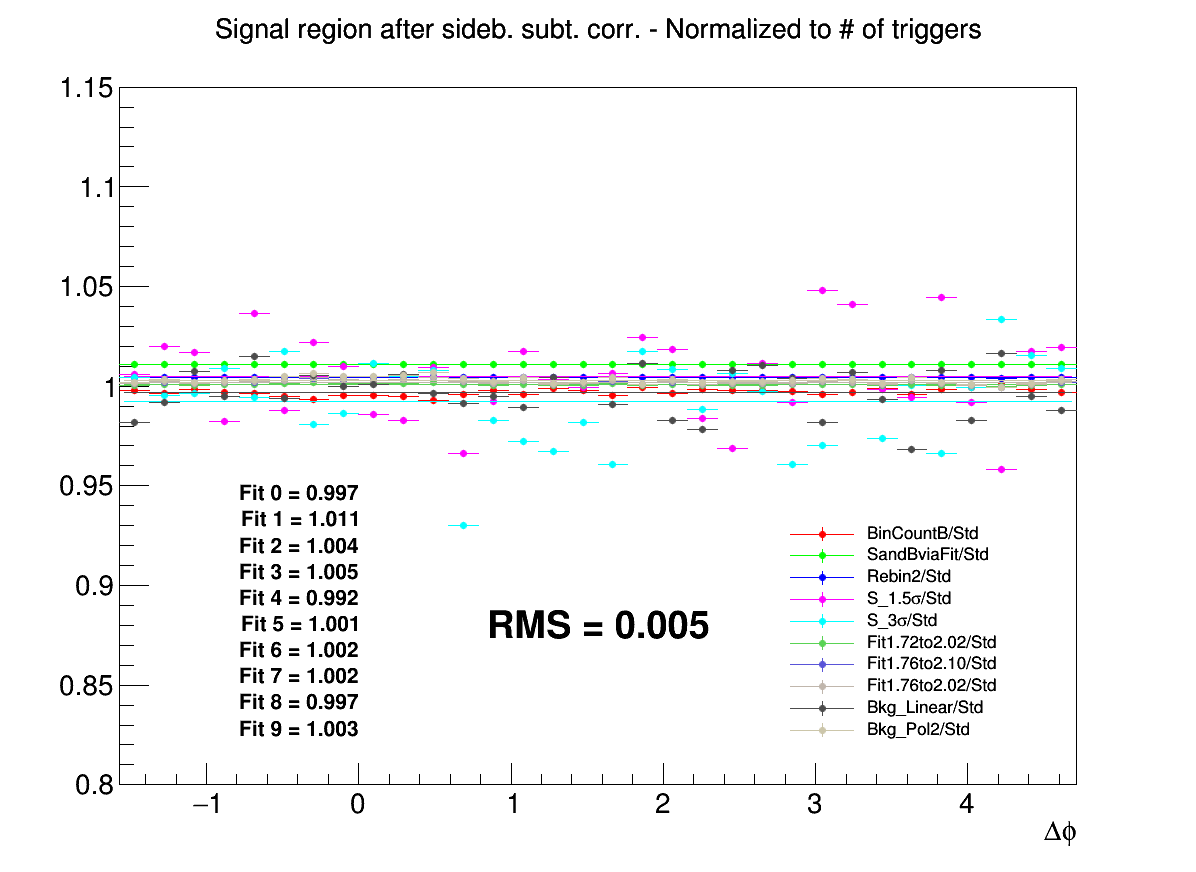 Signal region after sideb. subt. corr. - Normalized to # of triggers
1.15
1.1
1.05
1
0.95
0.9
0.85
0.8
Fit 0 = 0.997
Fit 1 = 1.011
Fit 2 = 1.004
Fit 3 = 1.005
Fit 4 = 0.992
Fit 5 = 1.001
Fit 6 = 1.002
Fit 7 = 1.002
Fit 8 = 0.997
Fit 9 = 1.003
RMS = 0.005
BinCountB/Std
SandBviaFit/Std
Rebin2/Std
S_1.5σ/Std
S_3σ/Std
Fit1.72to2.02/Std
Fit1.76to2.10/Std
Fit1.76to2.02/Std
Bkg_Linear/Std
Bkg_Pol2/Std
−1 0 1 2 3 4
Δϕ